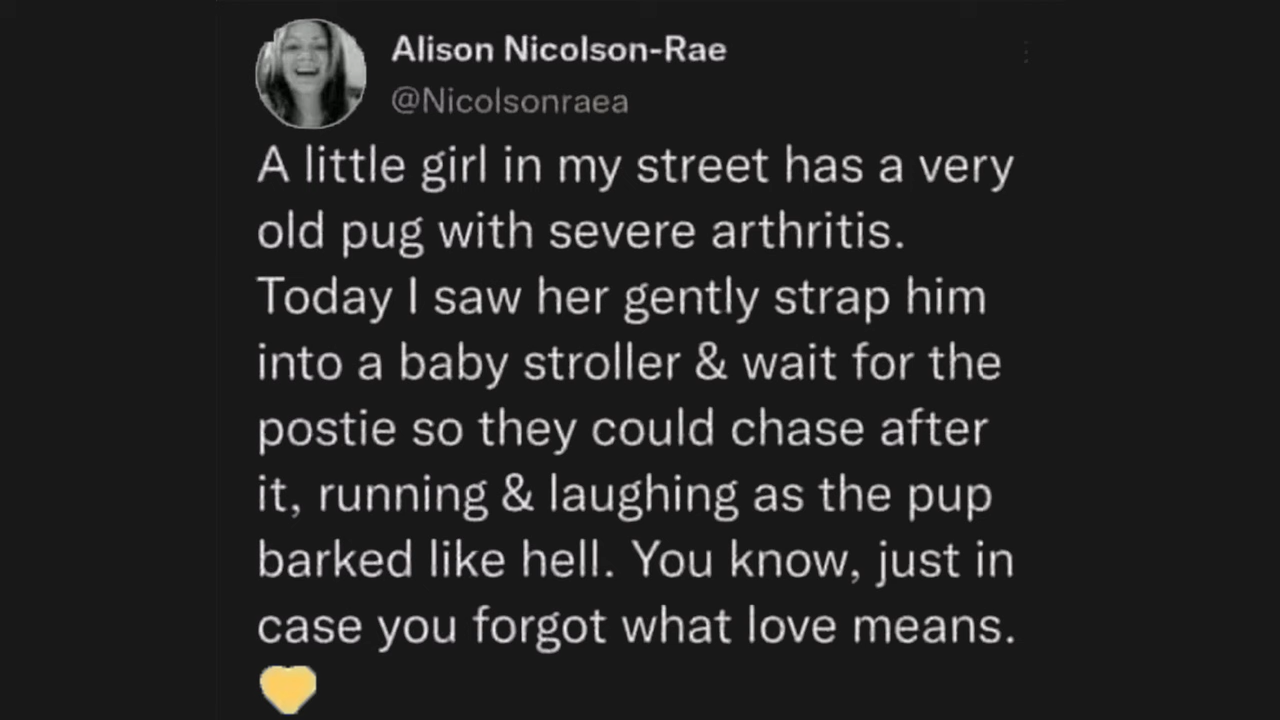 Alison Nicolson-Rae
@Nicolsonraea
A little girl in my street has a very
old pug with severe arthritis.
Today I saw her gently strap him
into a baby stroller & wait for the
postie so they could chase after
it, running & laughing as the pup
barked like hell. You know, just in
case you forgot what love means.
💛